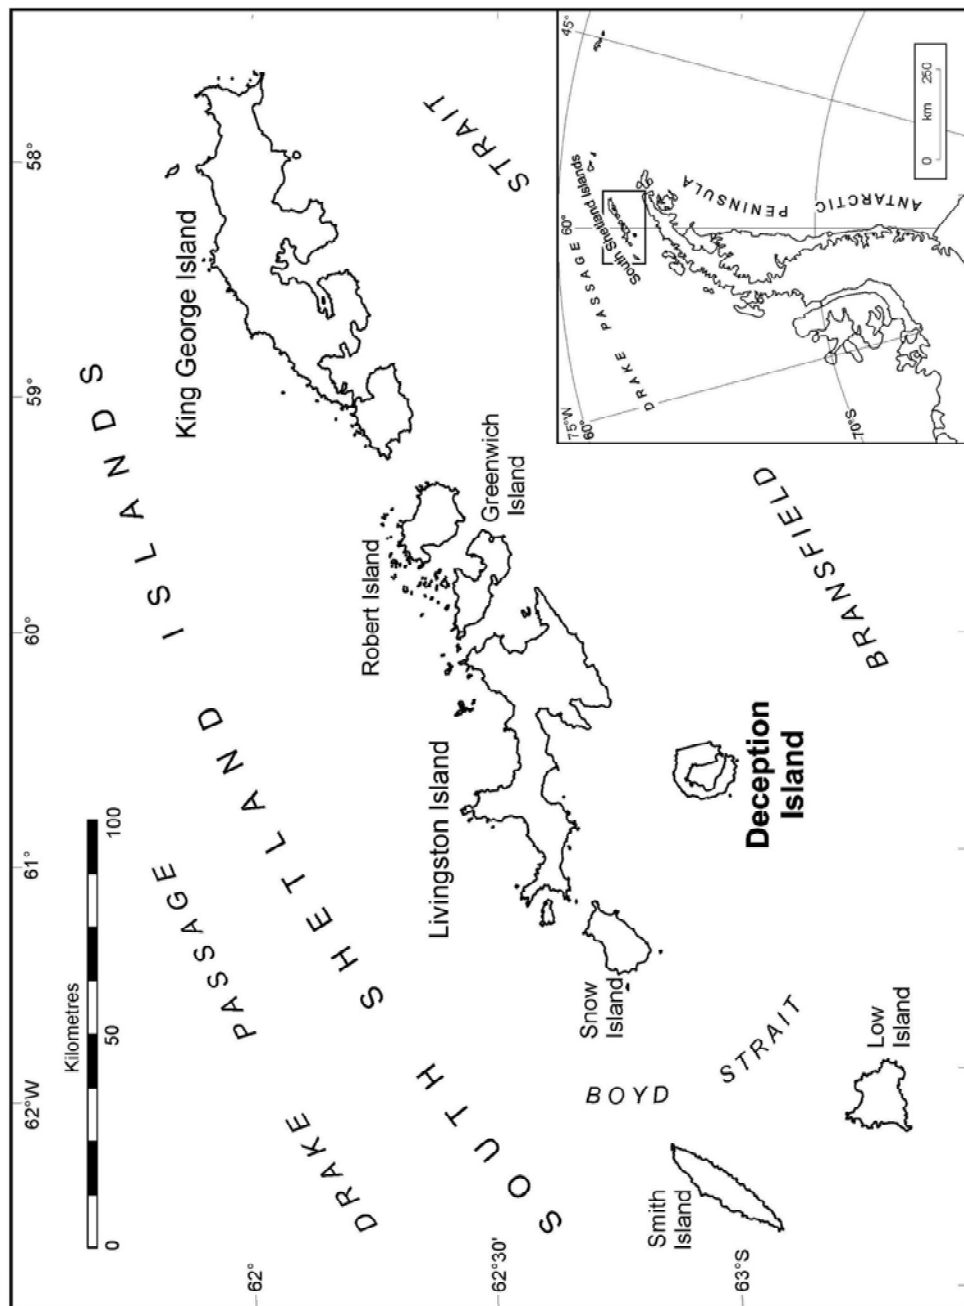 62°W
61°
60°
59°
58°
Kilometres
0
50
100
62°
62°30'
63°S
DRAKE PASSAGE
SOUTH SHETLAND ISLANDS
King George Island
Robert Island
Greenwich
Island
Livingston Island
Snow
Island
Deception
Island
Smith
Island
Low
Island
BOYD
STRAIT
BRANSFIELD
STRAIT
75°W
60°
60°
45°
70°S
DRAKE PASSAGE
South Shetland Islands
ANTARCTIC
PENINSULA
0
km
250